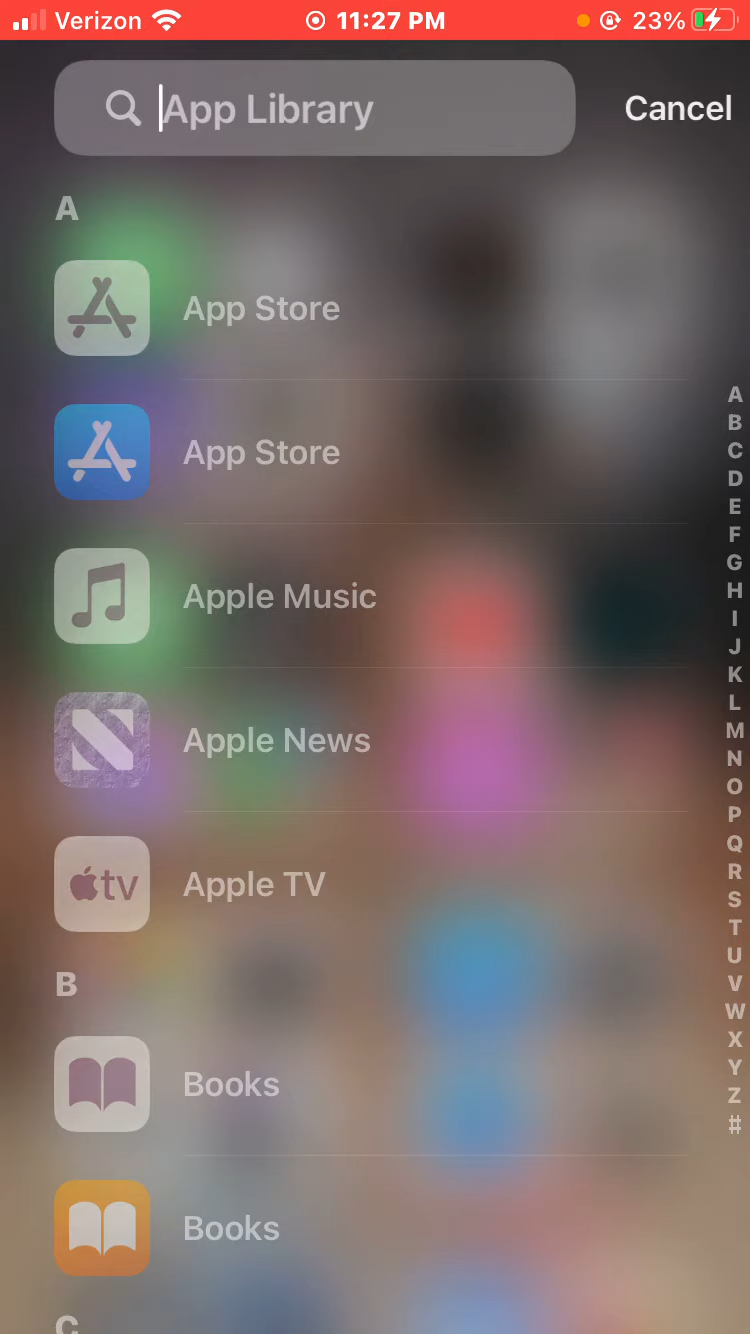 Verizon 11:27 PM 23%
App Library Cancel
A
App Store
App Store
Apple Music
Apple News
tv Apple TV
B
Books
Books
C
A
B
C
D
E
F
G
H
I
J
K
L
M
N
O
P
Q
R
S
T
U
V
W
X
Y
Z
#